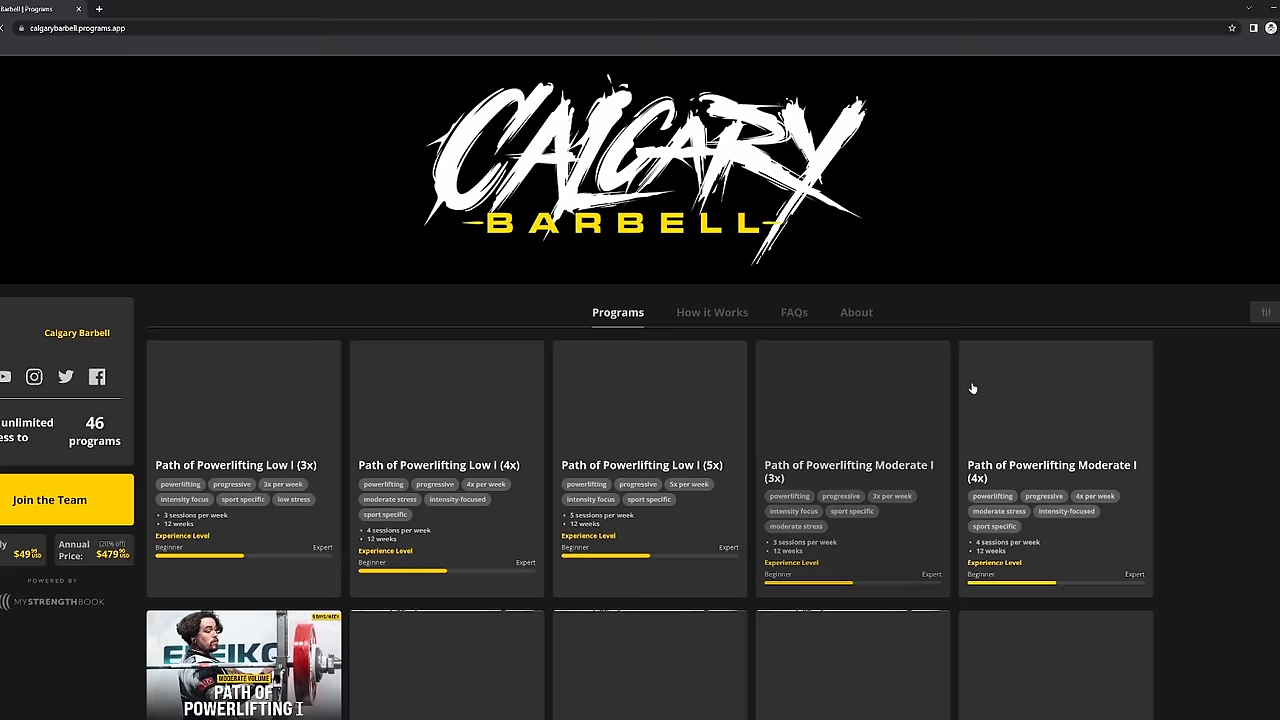 Barbell | Programs
calgarybarbell.programs.app
CALGARY
BARBELL
Programs
How it Works
FAQs
About
Calgary Barbell
unlimited
46
programs
Join the Team
$49 USD
Annual
Price:
(20% off)
$479 USD
POWERED BY
MYSTRENGTHBOOK
Path of Powerlifting Low I (3x)
powerlifting progressive 3x per week
intensity focus sport specific low stress
• 3 sessions per week
• 12 weeks
Experience Level
Beginner Expert
Path of Powerlifting Low I (4x)
powerlifting progressive 4x per week
moderate stress intensity-focused
sport specific
• 4 sessions per week
• 12 weeks
Experience Level
Beginner Expert
Path of Powerlifting Low I (5x)
powerlifting progressive 5x per week
intensity focus sport specific
• 5 sessions per week
• 12 weeks
Experience Level
Beginner Expert
Path of Powerlifting Moderate I
(3x)
powerlifting progressive 3x per week
intensity focus sport specific
moderate stress
• 3 sessions per week
• 12 weeks
Experience Level
Beginner Expert
Path of Powerlifting Moderate I
(4x)
powerlifting progressive 4x per week
moderate stress intensity-focused
sport specific
• 4 sessions per week
• 12 weeks
Experience Level
Beginner Expert
5 DAYS/WEEK
MODERATE VOLUME
PATH OF
POWERLIFTING I